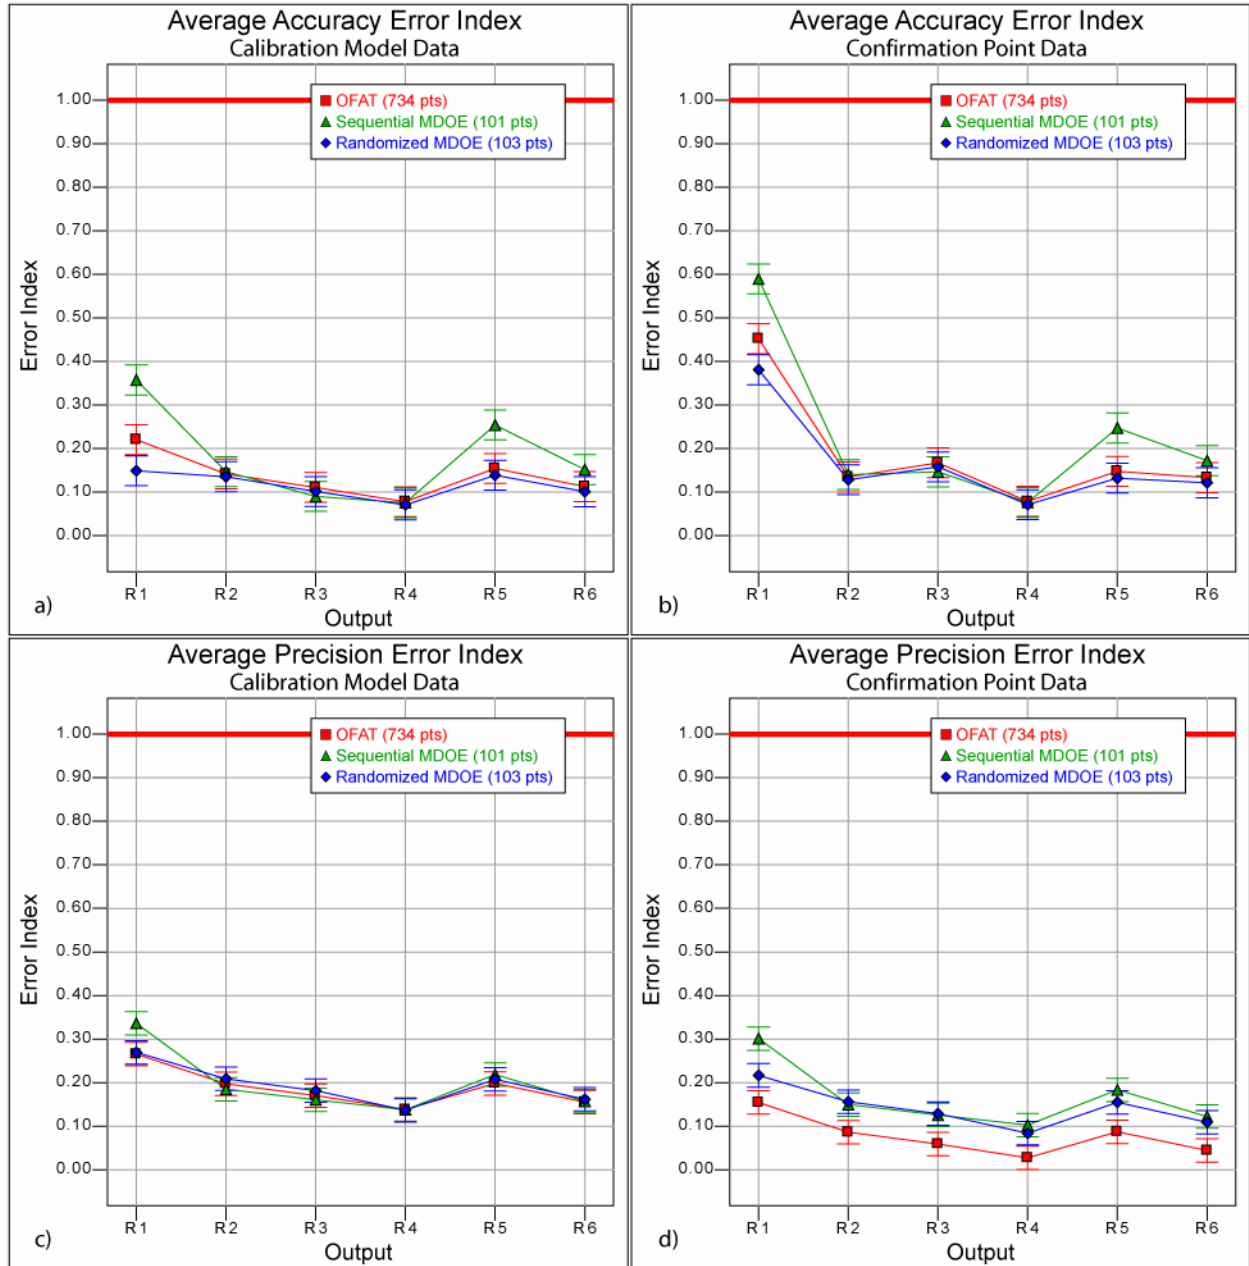 Average Accuracy Error Index
Calibration Model Data
1.00
0.90
0.80
0.70
0.60
0.50
0.40
0.30
0.20
0.10
0.00
Error Index
OFAT (734 pts)
Sequential MDOE (101 pts)
Randomized MDOE (103 pts)
R1 R2 R3 R4 R5 R6
Output
a)
Average Accuracy Error Index
Confirmation Point Data
1.00
0.90
0.80
0.70
0.60
0.50
0.40
0.30
0.20
0.10
0.00
Error Index
OFAT (734 pts)
Sequential MDOE (101 pts)
Randomized MDOE (103 pts)
R1 R2 R3 R4 R5 R6
Output
b)
Average Precision Error Index
Calibration Model Data
1.00
0.90
0.80
0.70
0.60
0.50
0.40
0.30
0.20
0.10
0.00
Error Index
OFAT (734 pts)
Sequential MDOE (101 pts)
Randomized MDOE (103 pts)
R1 R2 R3 R4 R5 R6
Output
c)
Average Precision Error Index
Confirmation Point Data
1.00
0.90
0.80
0.70
0.60
0.50
0.40
0.30
0.20
0.10
0.00
Error Index
OFAT (734 pts)
Sequential MDOE (101 pts)
Randomized MDOE (103 pts)
R1 R2 R3 R4 R5 R6
Output
d)